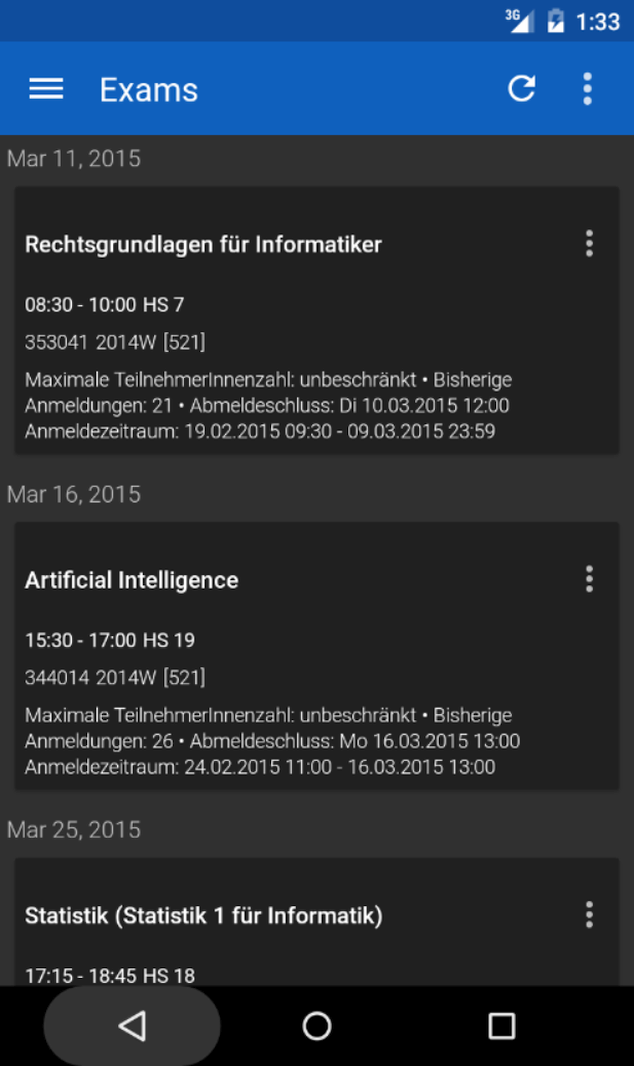 3G 1:33
Exams
Mar 11, 2015
Rechtsgrundlagen für Informatiker
08:30 - 10:00 HS 7
353041 2014W [521]
Maximale TeilnehmerInnenzahl: unbeschränkt • Bisherige
Anmeldungen: 21 • Abmeldeschluss: Di 10.03.2015 12:00
Anmeldezeitraum: 19.02.2015 09:30 - 09.03.2015 23:59
Mar 16, 2015
Artificial Intelligence
15:30 - 17:00 HS 19
344014 2014W [521]
Maximale TeilnehmerInnenzahl: unbeschränkt • Bisherige
Anmeldungen: 26 • Abmeldeschluss: Mo 16.03.2015 13:00
Anmeldezeitraum: 24.02.2015 11:00 - 16.03.2015 13:00
Mar 25, 2015
Statistik (Statistik 1 für Informatik)
17:15 - 18:45 HS 18